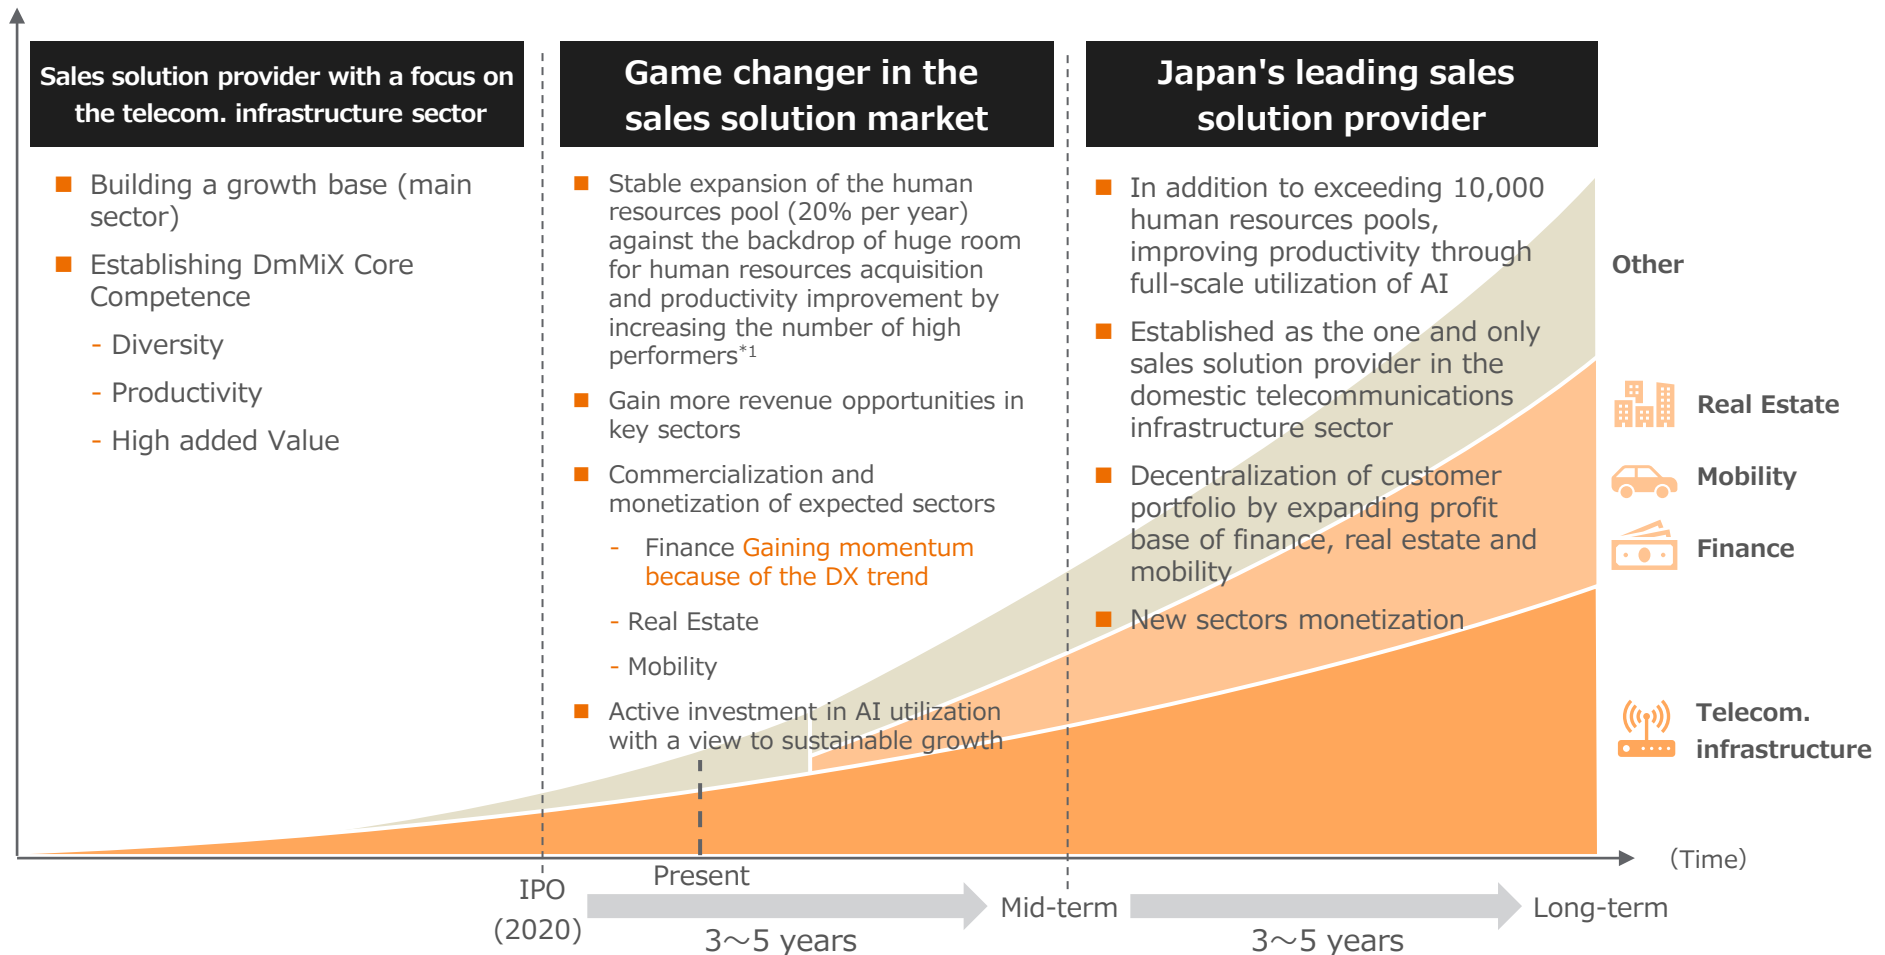 Sales solution provider with a focus on
the telecom. infrastructure sector
■ Building a growth base (main
sector)
■ Establishing DmMiX Core
Competence
- Diversity
- Productivity
- High added Value
Game changer in the
sales solution market
■ Stable expansion of the human
resources pool (20% per year)
against the backdrop of huge room
for human resources acquisition
and productivity improvement by
increasing the number of high
performers*1
■ Gain more revenue opportunities in
key sectors
■ Commercialization and
monetization of expected sectors
- Finance Gaining momentum
because of the DX trend
- Real Estate
- Mobility
■ Active investment in AI utilization
with a view to sustainable growth
Japan's leading sales
solution provider
■ In addition to exceeding 10,000
human resources pools,
improving productivity through
full-scale utilization of AI
■ Established as the one and only
sales solution provider in the
domestic telecommunications
infrastructure sector
■ Decentralization of customer
portfolio by expanding profit
base of finance, real estate and
mobility
■ New sectors monetization
Other
Real Estate
Mobility
Finance
Telecom.
infrastructure
(Time)
IPO
(2020)
Present
3～5 years
Mid-term
3～5 years
Long-term